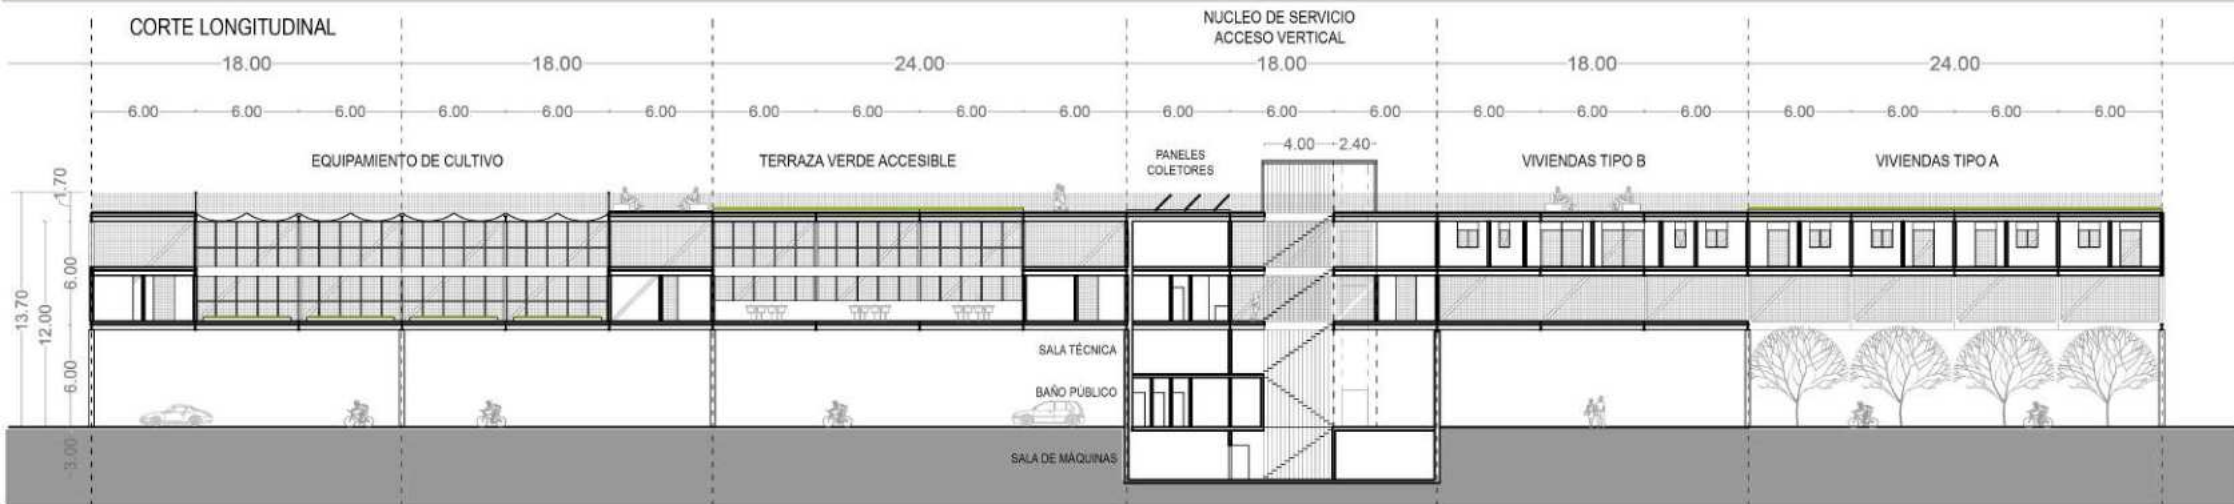 CORTE LONGITUDINAL
NUCLEO DE SERVICIO
ACCESO VERTICAL
18.00 18.00 24.00 18.00 18.00 24.00
6.00 6.00 6.00 6.00 6.00 6.00 6.00 6.00 6.00 6.00 6.00 6.00 6.00 6.00 6.00 6.00 6.00 6.00 6.00 6.00
4.00 2.40
EQUIPAMIENTO DE CULTIVO
TERRAZA VERDE ACCESIBLE
PANELES
COLETORES
VIVIENDAS TIPO B
VIVIENDAS TIPO A
1.70
6.00
13.70
12.00
6.00
3.00
SALA TÉCNICA
BAÑO PÚBLICO
SALA DE MÁQUINAS